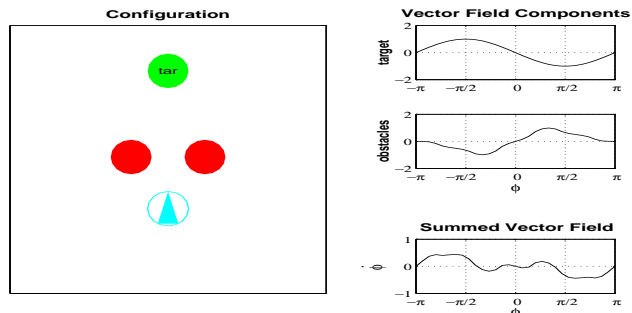 Configuration
tar
Vector Field Components
target
2
0
−2
−π
−π/2
0
π/2
π
obstacles
2
0
−2
−π
−π/2
0
π/2
π
ϕ
Summed Vector Field
ϕ̇
1
0
−1
−π
−π/2
0
π/2
π
ϕ